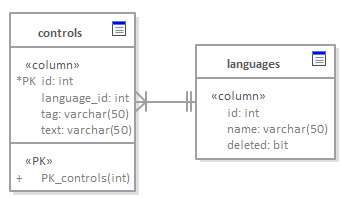 controls
«column»
*PK id: int
language_id: int
tag: varchar(50)
text: varchar(50)
«PK»
+ PK_controls(int)
languages
«column»
id: int
name: varchar(50)
deleted: bit